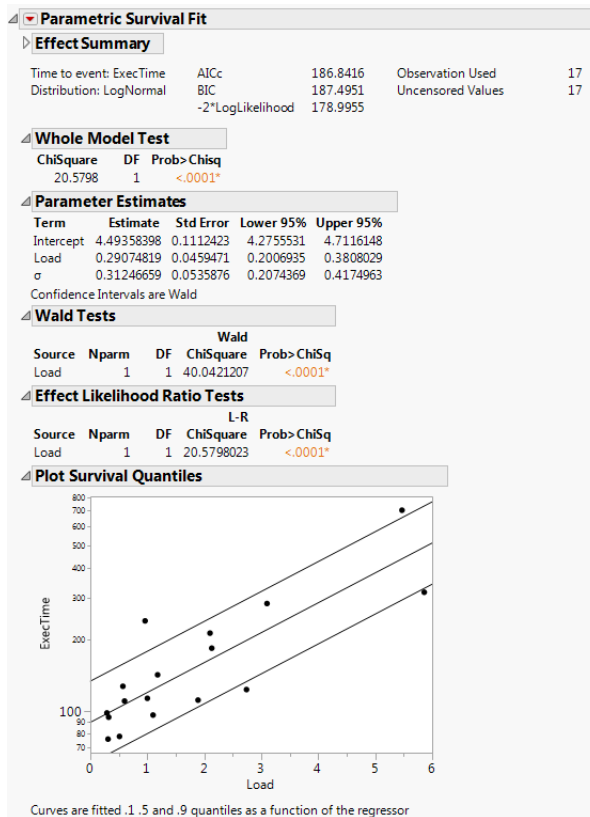 Parametric Survival Fit
Effect Summary
Time to event: ExecTime AICc 186.8416 Observation Used 17
Distribution: LogNormal BIC 187.4951 Uncensored Values 17
-2*LogLikelihood 178.9955
Whole Model Test
ChiSquare DF Prob>Chisq
20.5798 1 <.0001*
Parameter Estimates
Term Estimate Std Error Lower 95% Upper 95%
Intercept 4.49358398 0.1112423 4.2755531 4.7116148
Load 0.29074819 0.0459471 0.2006935 0.3808029
σ 0.31246659 0.0535876 0.2074369 0.4174963
Confidence Intervals are Wald
Wald Tests
Wald
Source Nparm DF ChiSquare Prob>ChiSq
Load 1 1 40.0421207 <.0001*
Effect Likelihood Ratio Tests
L-R
Source Nparm DF ChiSquare Prob>ChiSq
Load 1 1 20.5798023 <.0001*
Plot Survival Quantiles
800
700
600
500
400
300
200
100
90
80
70
ExecTime
0 1 2 3 4 5 6
Load
Curves are fitted .1 .5 and .9 quantiles as a function of the regressor